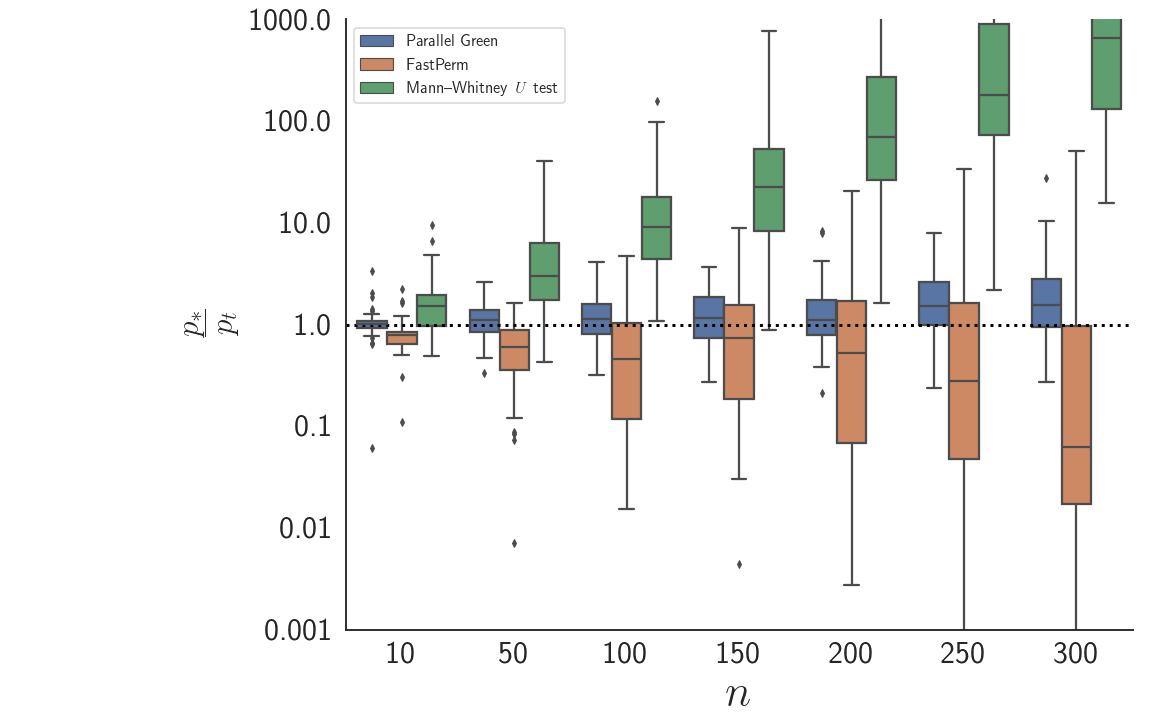 1000.0
100.0
10.0
1.0
0.1
0.01
0.001
p*
pt
Parallel Green
FastPerm
Mann–Whitney U test
10 50 100 150 200 250 300
n